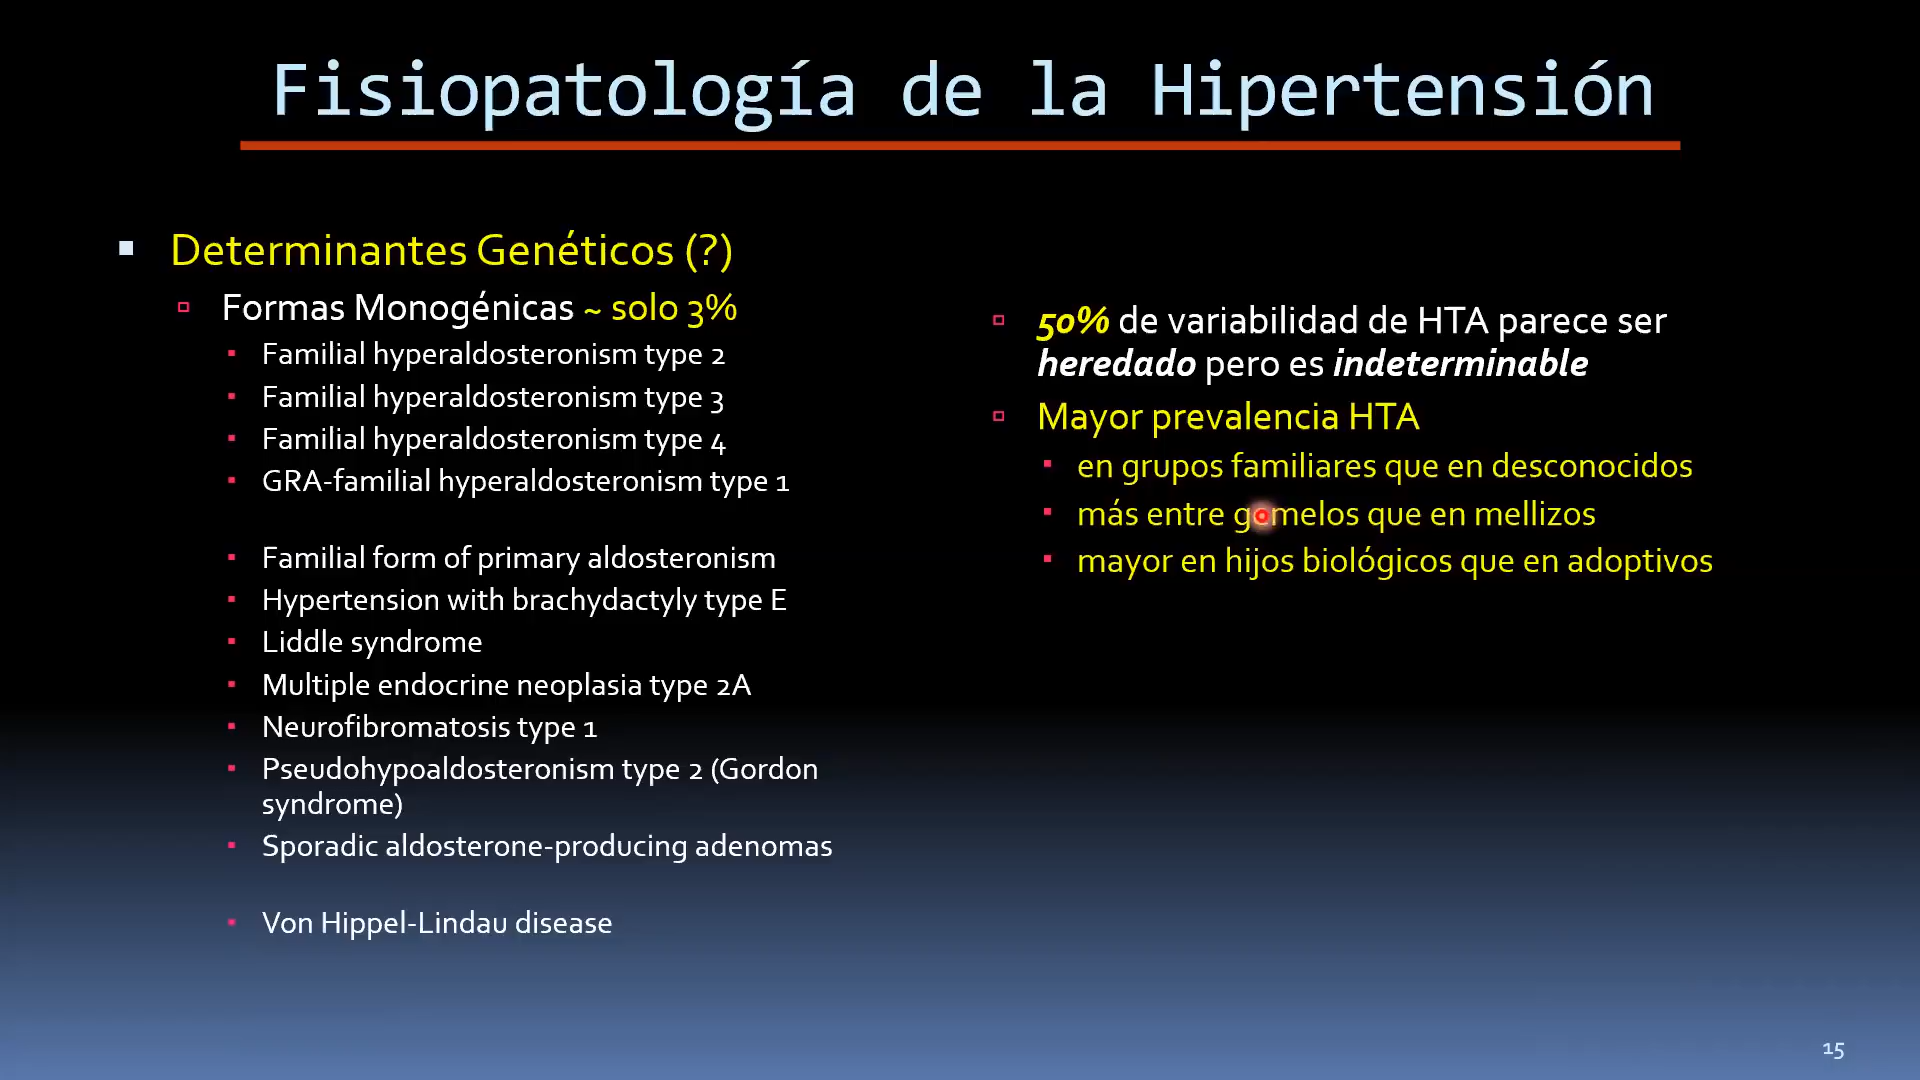 Fisiopatología de la Hipertensión
Determinantes Genéticos (?)
Formas Monogénicas ~ solo 3%
Familial hyperaldosteronism type 2
Familial hyperaldosteronism type 3
Familial hyperaldosteronism type 4
GRA-familial hyperaldosteronism type 1
Familial form of primary aldosteronism
Hypertension with brachydactyly type E
Liddle syndrome
Multiple endocrine neoplasia type 2A
Neurofibromatosis type 1
Pseudohypoaldosteronism type 2 (Gordon
syndrome)
Sporadic aldosterone-producing adenomas
Von Hippel-Lindau disease
50% de variabilidad de HTA parece ser
heredado pero es indeterminable
Mayor prevalencia HTA
en grupos familiares que en desconocidos
más entre gemelos que en mellizos
mayor en hijos biológicos que en adoptivos
15